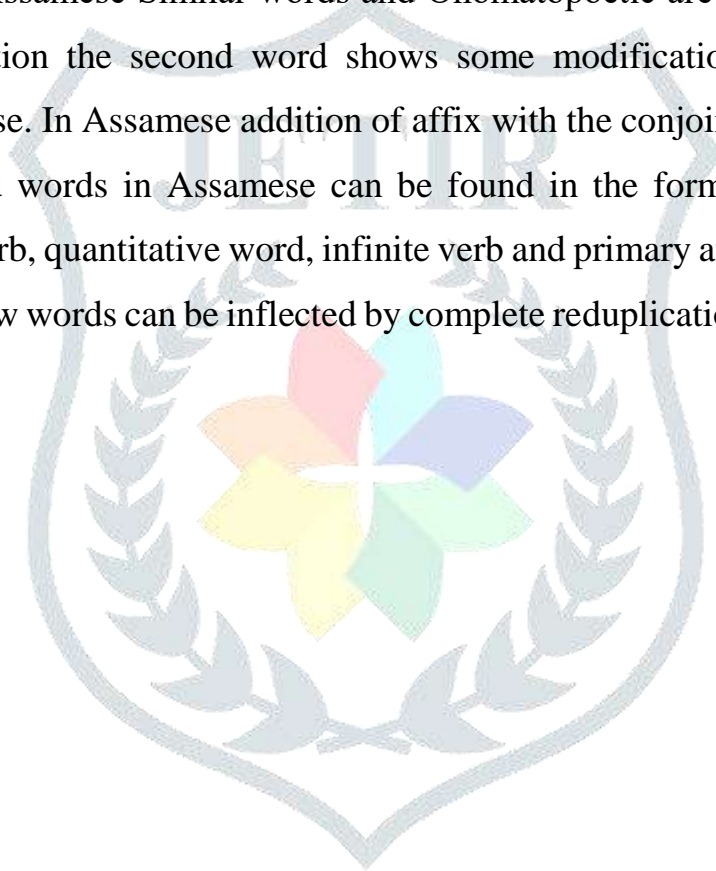 Assamese Similar words and Onomatopoetic are
tion the second word shows some modificatio
se. In Assamese addition of affix with the conjoi
words in Assamese can be found in the form
JETIR
rb, quantitative word, infinite verb and primary a
w words can be inflected by complete reduplicatio